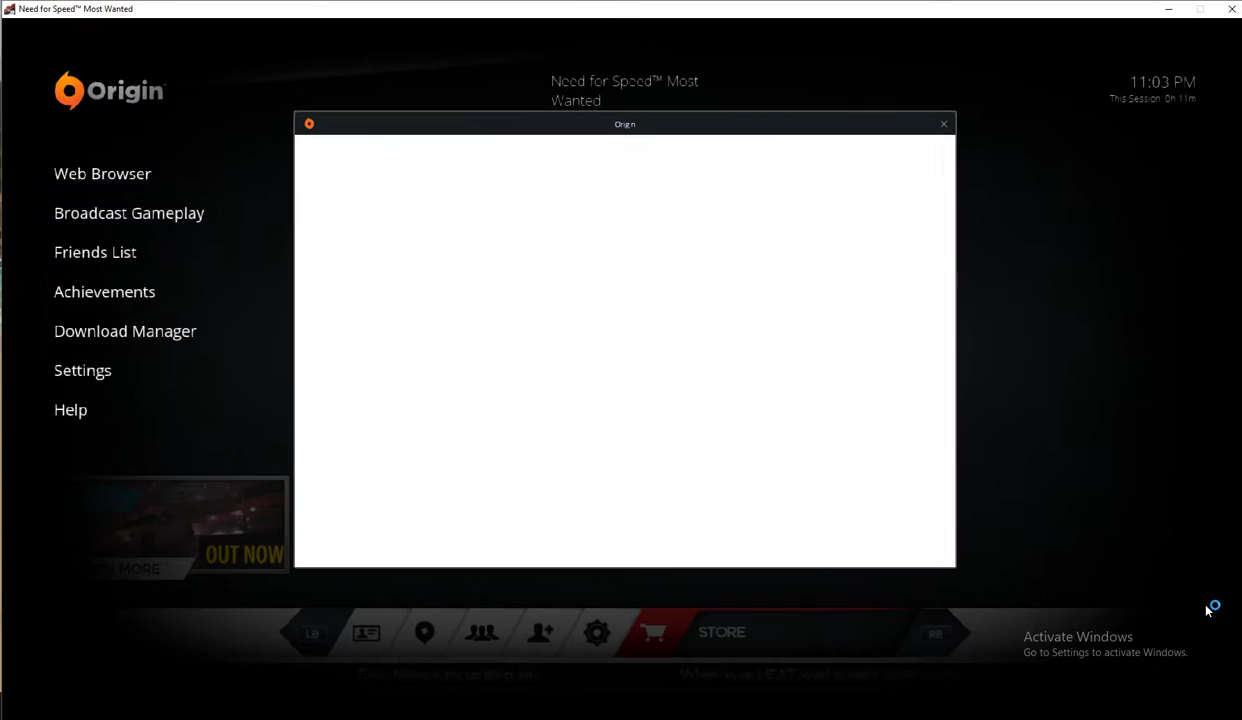 Need for Speed™ Most Wanted
Origin
Need for Speed™ Most
Wanted
11:03 PM
This Session: 0h 11m
Origin
Web Browser
Broadcast Gameplay
Friends List
Achievements
Download Manager
Settings
Help
OUT NOW
MORE
LB
STORE
RB
Activate Windows
Go to Settings to activate Windows.